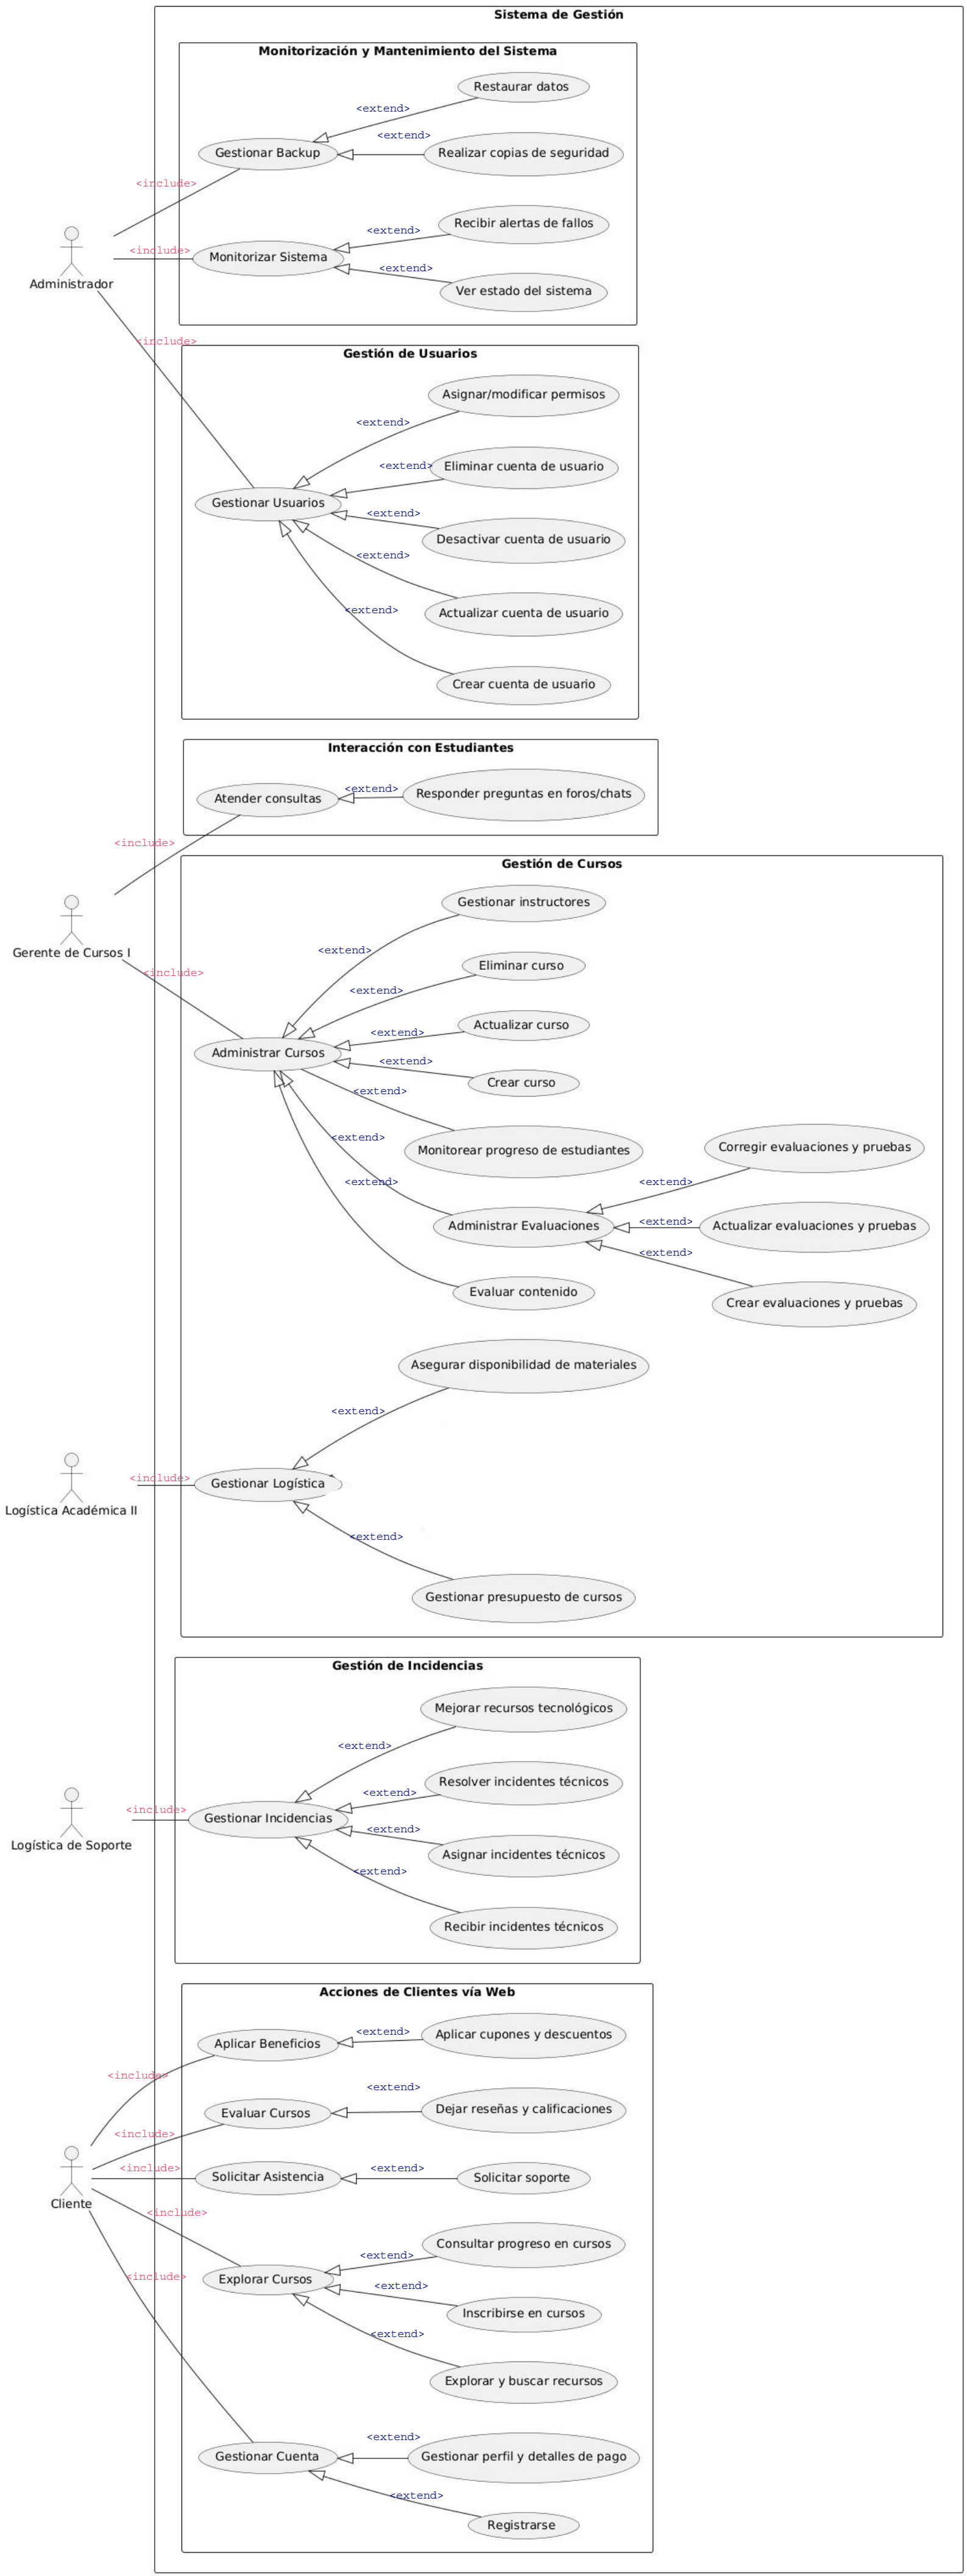 Sistema de Gestión
Monitorización y Mantenimiento del Sistema
Restaurar datos
<extend>
<extend>
Gestionar Backup
Realizar copias de seguridad
<include>
Recibir alertas de fallos
<extend>
<include>
Monitorizar Sistema
<extend>
Administrador
Ver estado del sistema
<include>
Gestión de Usuarios
Asignar/modificar permisos
<extend>
<extend>
Eliminar cuenta de usuario
Gestionar Usuarios
<extend>
Desactivar cuenta de usuario
<extend>
<extend>
Actualizar cuenta de usuario
Crear cuenta de usuario
Interacción con Estudiantes
<extend>
Atender consultas
Responder preguntas en foros/chats
<include>
Gestión de Cursos
Gestionar instructores
Gerente de Cursos I
<extend>
Eliminar curso
<include>
<extend>
Actualizar curso
<extend>
Administrar Cursos
<extend>
Crear curso
<extend>
<extend>
Monitorear progreso de estudiantes
Corregir evaluaciones y pruebas
<extend>
<extend>
Administrar Evaluaciones
<extend>
Actualizar evaluaciones y pruebas
<extend>
Evaluar contenido
Crear evaluaciones y pruebas
Asegurar disponibilidad de materiales
<extend>
<include>
Gestionar Logística
Logística Académica II
<extend>
Gestionar presupuesto de cursos
Gestión de Incidencias
Mejorar recursos tecnológicos
<extend>
Resolver incidentes técnicos
<extend>
<include>
Gestionar Incidencias
<extend>
Logística de Soporte
Asignar incidentes técnicos
<extend>
Recibir incidentes técnicos
Acciones de Clientes vía Web
<extend>
Aplicar Beneficios
Aplicar cupones y descuentos
<include>
<extend>
Evaluar Cursos
Dejar reseñas y calificaciones
<include>
<include>
<extend>
Solicitar Asistencia
Solicitar soporte
Cliente
<include>
Consultar progreso en cursos
<extend>
<include>
Explorar Cursos
<extend>
Inscribirse en cursos
<extend>
Explorar y buscar recursos
<extend>
Gestionar Cuenta
Gestionar perfil y detalles de pago
<extend>
Registrarse